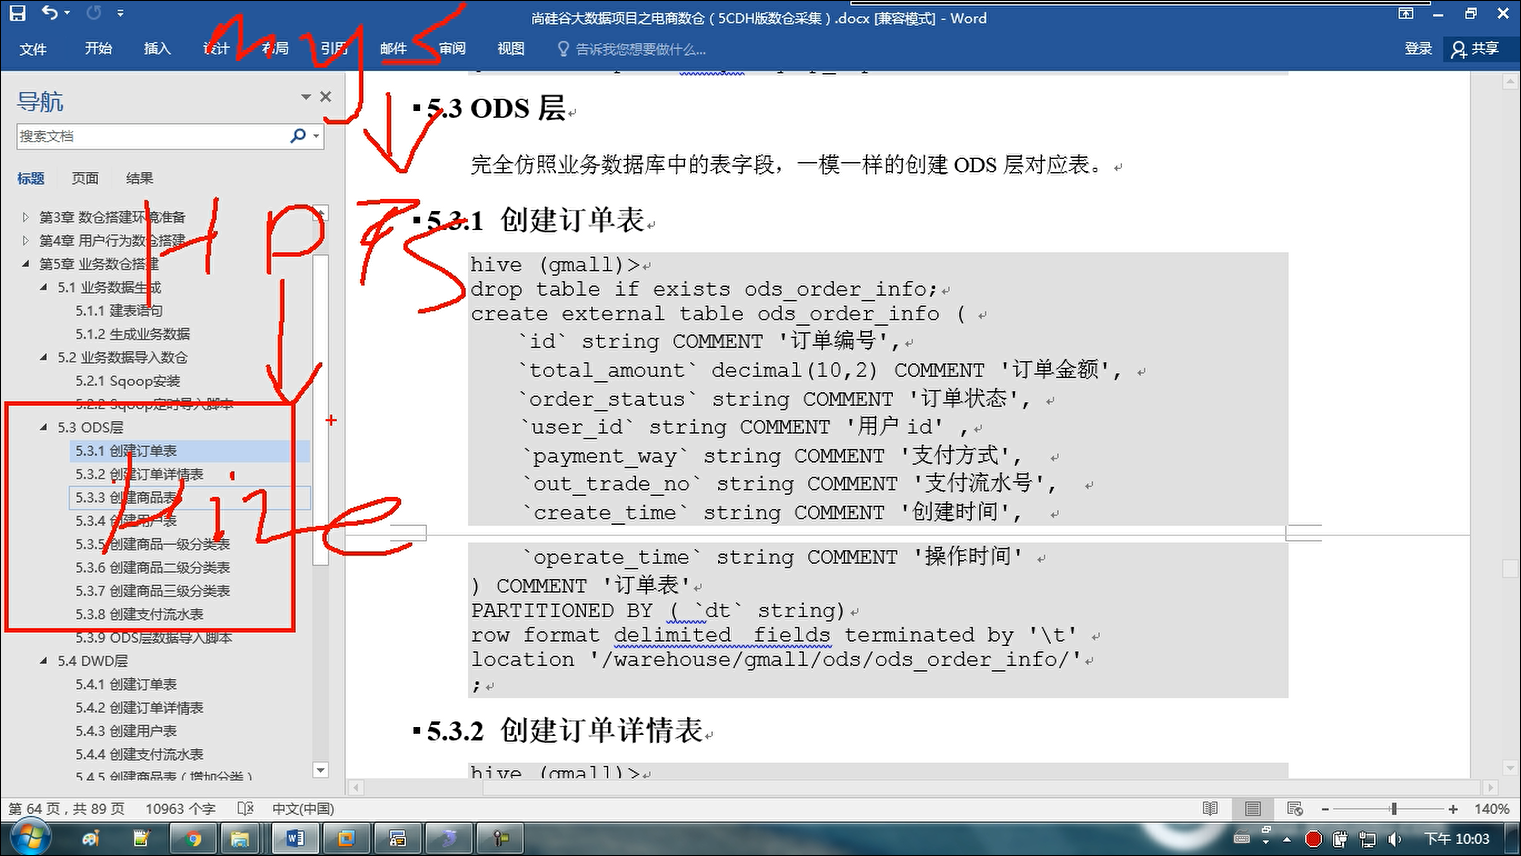 尚硅谷大数据项目之电商数仓（5CDH版数仓采集）.docx [兼容模式] - Word
文件 开始 插入 设计 布局 引用 邮件 审阅 视图 告诉我您想要做什么... 登录 共享
mys
导航
搜索文档
标题 页面 结果
第3章 数仓搭建环境准备
第4章 用户行为数仓搭建
第5章 业务数仓搭建
5.1 业务数据生成
5.1.1 建表语句
5.1.2 生成业务数据
5.2 业务数据导入数仓
5.2.1 Sqoop安装
5.2.2 Sqoop定时导入脚本
5.3 ODS层
5.3.1 创建订单表
5.3.2 创建订单详情表
5.3.3 创建商品表
5.3.4 创建用户表
5.3.5 创建商品一级分类表
5.3.6 创建商品二级分类表
5.3.7 创建商品三级分类表
5.3.8 创建支付流水表
5.3.9 ODS层数据导入脚本
5.4 DWD层
5.4.1 创建订单表
5.4.2 创建订单详情表
5.4.3 创建用户表
5.4.4 创建支付流水表
5.4.5 创建商品表（增加分类）
HDFS
Hive
5.3 ODS 层
完全仿照业务数据库中的表字段，一模一样的创建 ODS 层对应表。
5.3.1 创建订单表
hive (gmall)>
drop table if exists ods_order_info;
create external table ods_order_info (
`id` string COMMENT '订单编号',
`total_amount` decimal(10,2) COMMENT '订单金额',
`order_status` string COMMENT '订单状态',
`user_id` string COMMENT '用户 id' ,
`payment_way` string COMMENT '支付方式',
`out_trade_no` string COMMENT '支付流水号',
`create_time` string COMMENT '创建时间',
`operate_time` string COMMENT '操作时间'
) COMMENT '订单表'
PARTITIONED BY ( `dt` string)
row format delimited fields terminated by '\t'
location '/warehouse/gmall/ods/ods_order_info/'
;
5.3.2 创建订单详情表
hive (gmall)>
第 64 页，共 89 页 10963 个字 中文(中国) 140%
下午 10:03